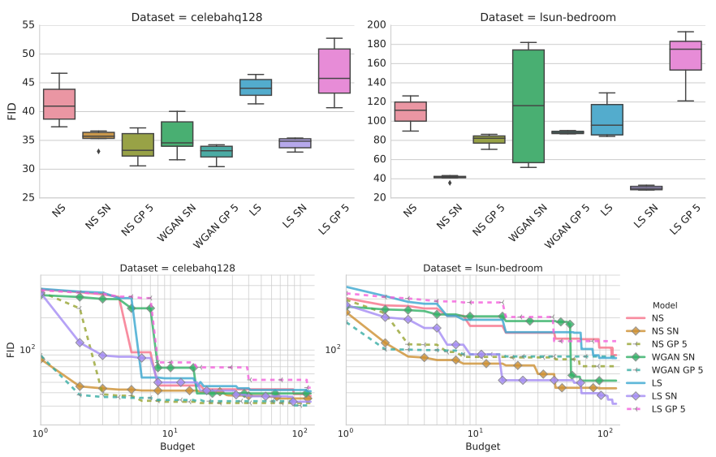 Dataset = celebahq128
FID
55
50
45
40
35
30
25
NS
NS SN
NS GP 5
WGAN SN
WGAN GP 5
LS
LS SN
LS GP 5
Dataset = lsun-bedroom
200
180
160
140
120
100
80
60
40
20
NS
NS SN
NS GP 5
WGAN SN
WGAN GP 5
LS
LS SN
LS GP 5
Dataset = celebahq128
FID
10²
10⁰
10¹
10²
Budget
Dataset = lsun-bedroom
10²
10⁰
10¹
10²
Budget
Model
NS
NS SN
NS GP 5
WGAN SN
WGAN GP 5
LS
LS SN
LS GP 5